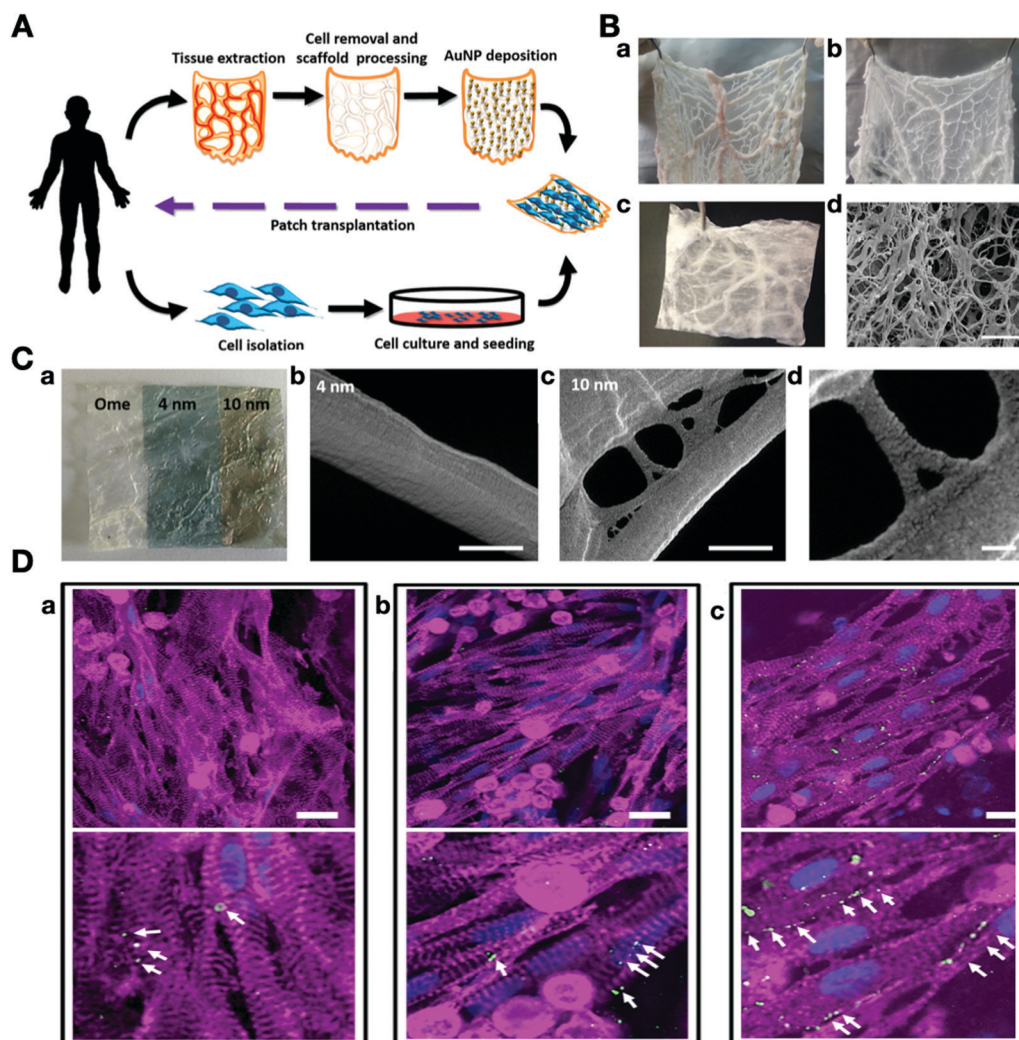 A
Tissue extraction
Cell removal and
scaffold processing
AuNP deposition
Patch transplantation
Cell isolation
Cell culture and seeding
B
a
b
c
d
C
a
Ome
4 nm
10 nm
b
4 nm
c
10 nm
d
D
a
b
c